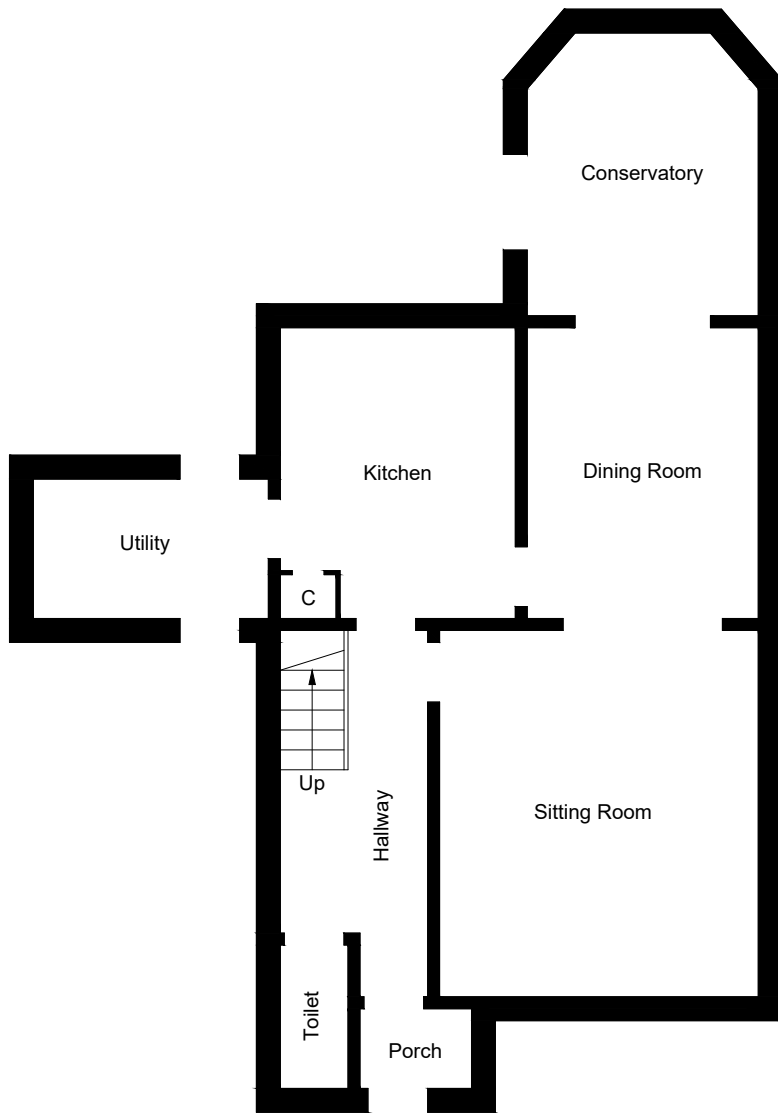 Conservatory
Kitchen
Dining Room
Utility
C
Up
Hallway
Sitting Room
Toilet
Porch